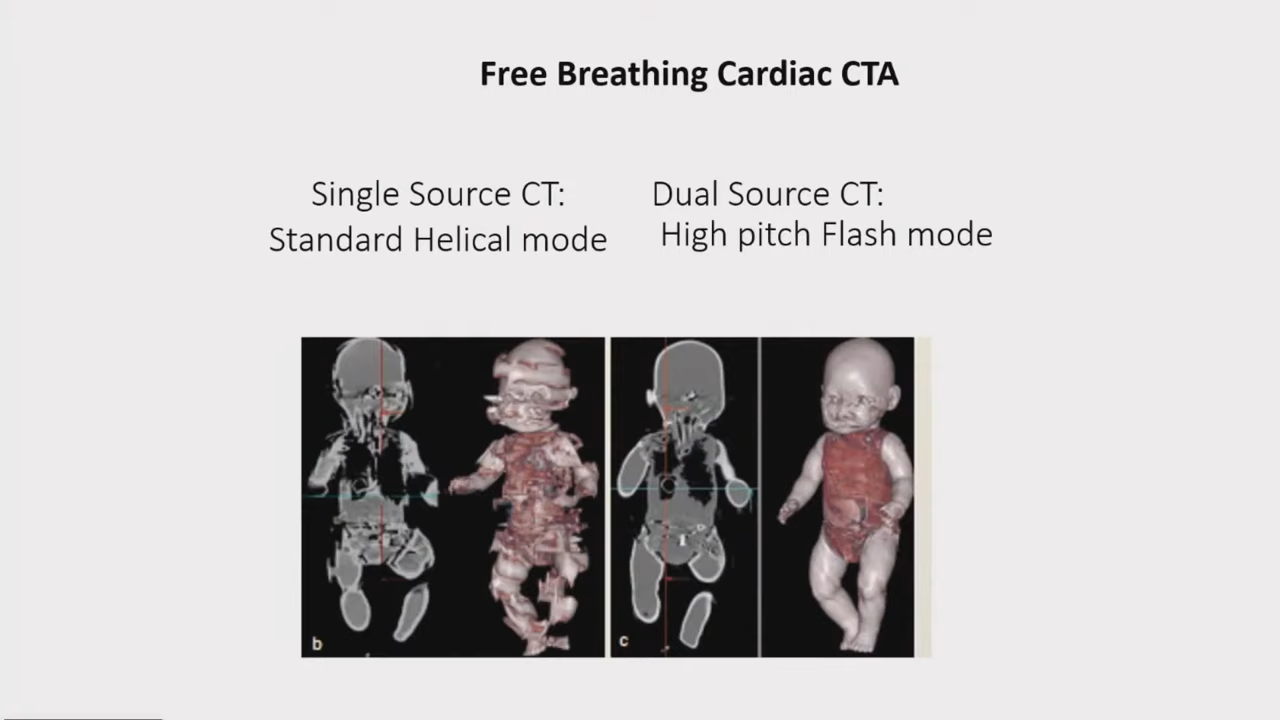 Free Breathing Cardiac CTA
Single Source CT:
Standard Helical mode
Dual Source CT:
High pitch Flash mode
b
c